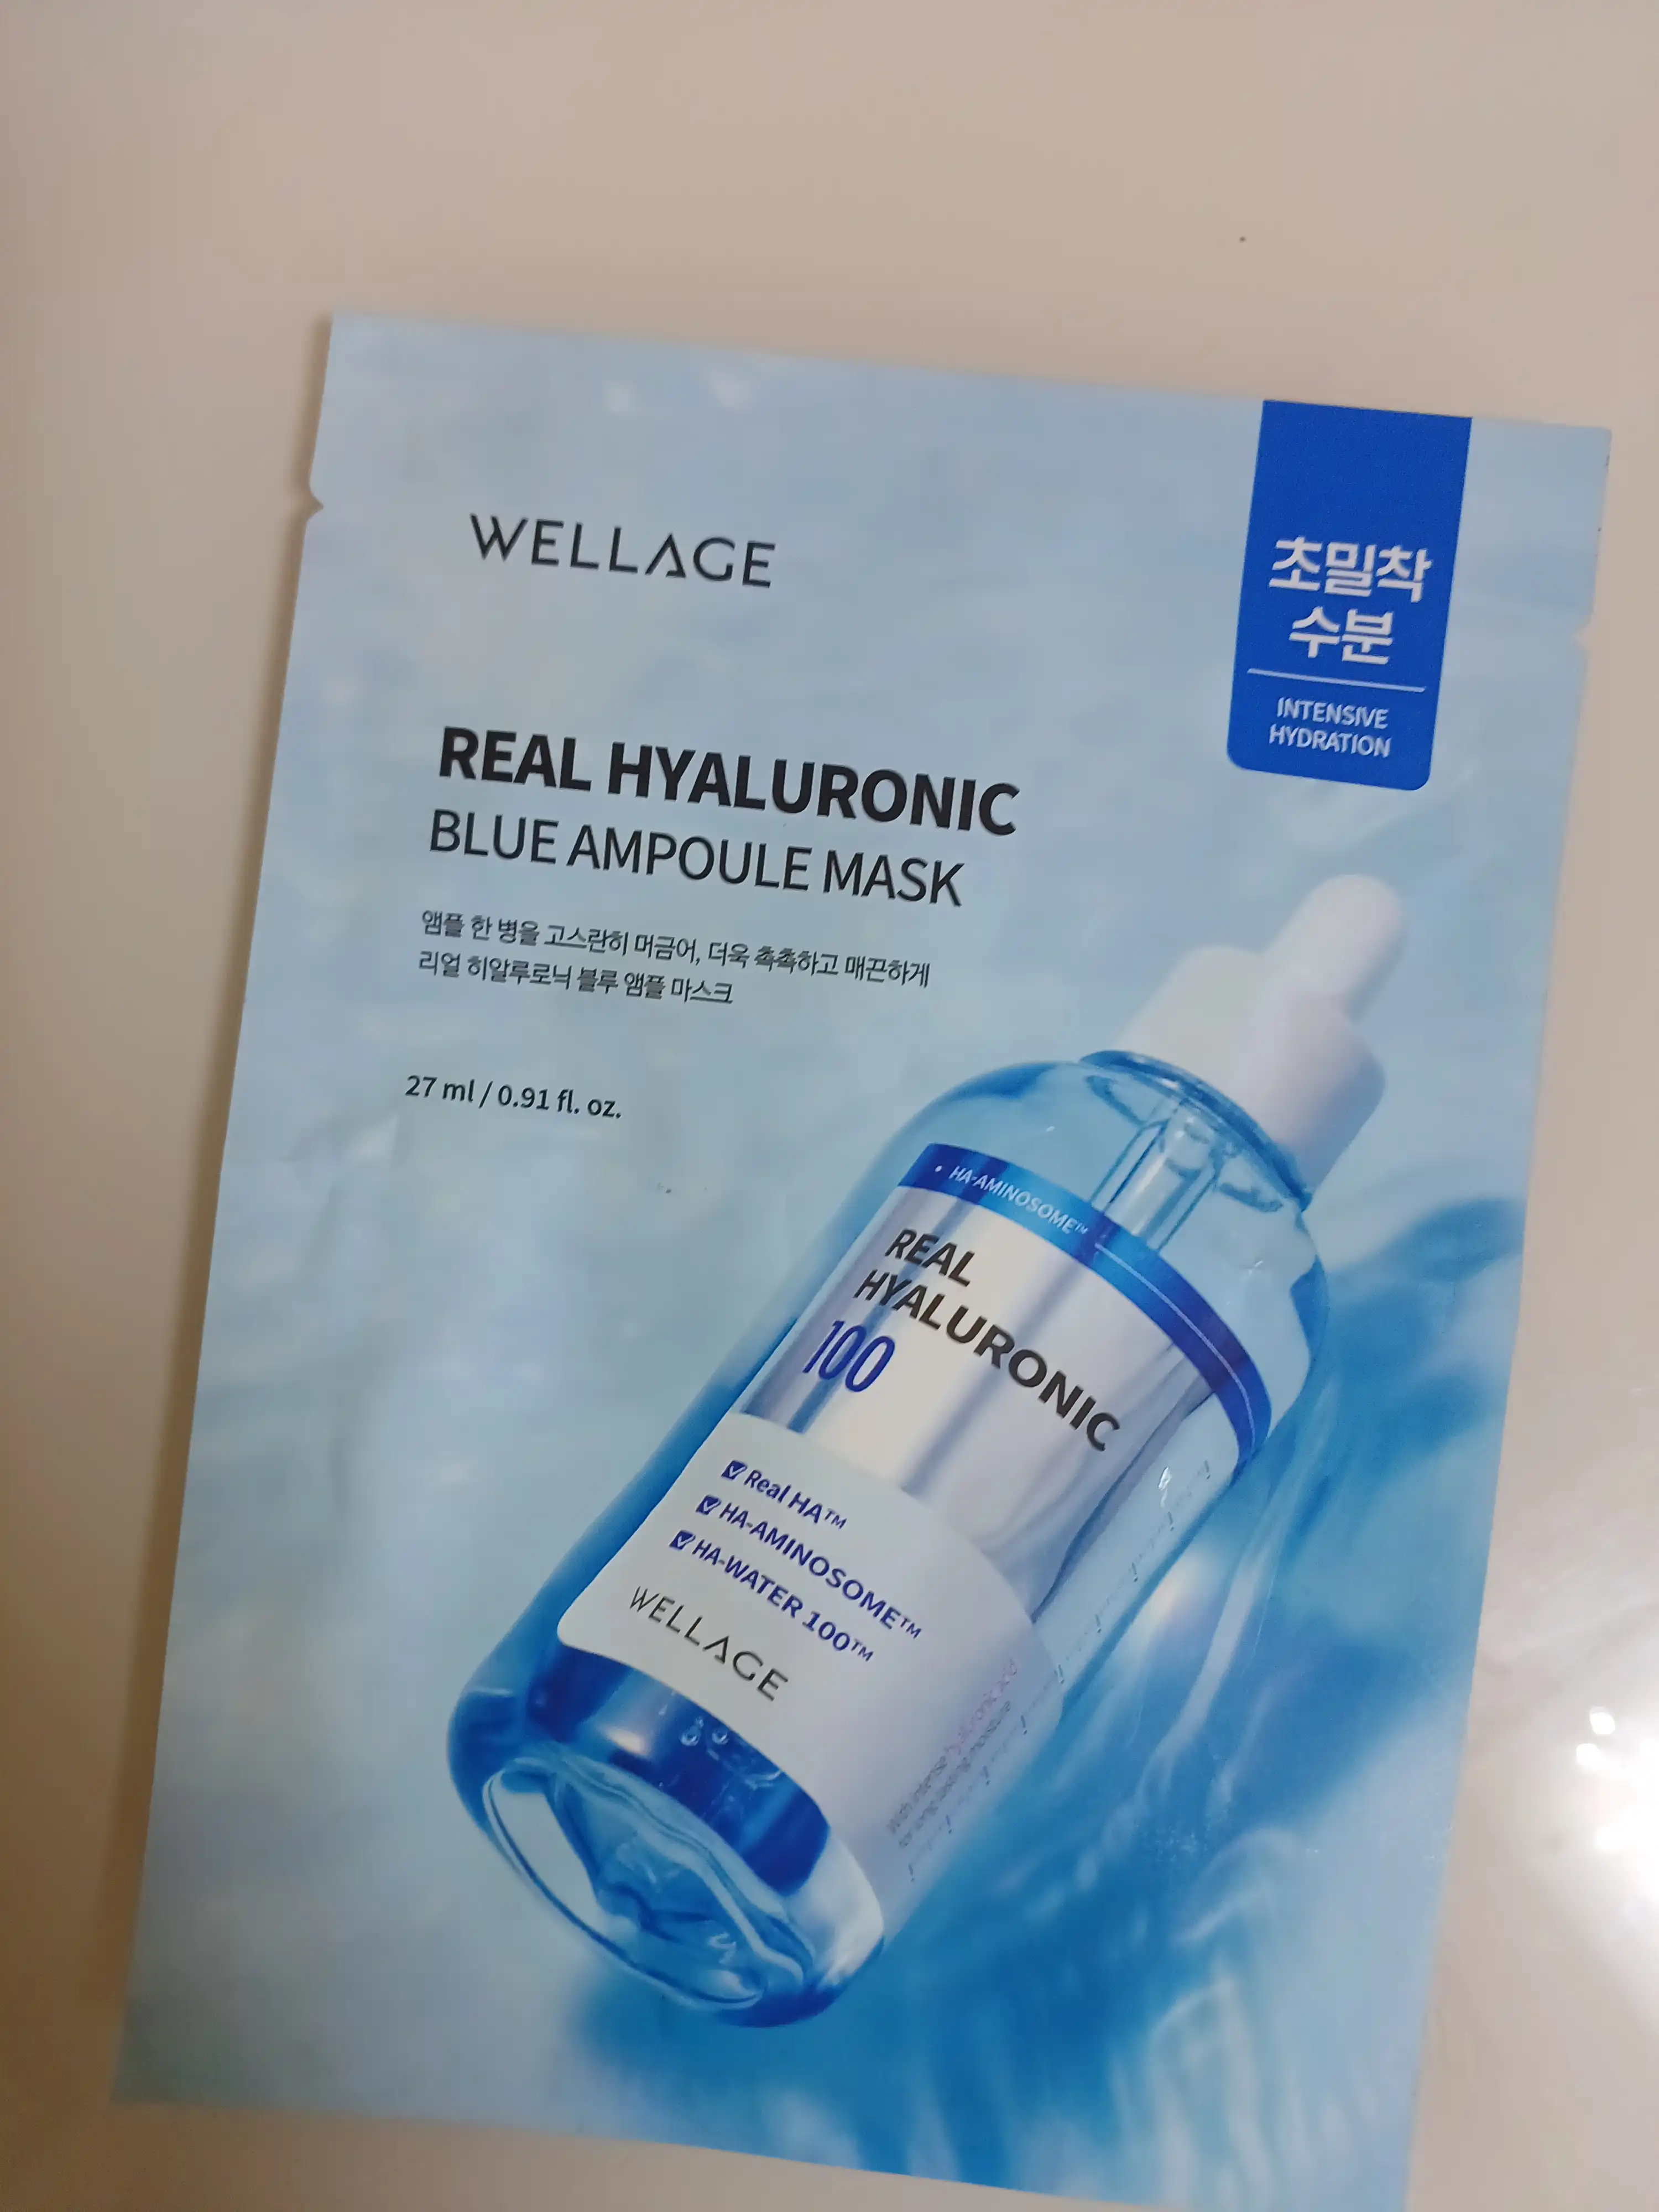 WELLAGE
초밀착
수분
INTENSIVE
HYDRATION
REAL HYALURONIC
BLUE AMPOULE MASK
앰플 한 병을 고스란히 머금어, 더욱 촉촉하고 매끈하게
리얼 히알루로닉 블루 앰플 마스크
27 ml / 0.91 fl. oz.
• HA-AMINOSOME™
REAL
HYALURONIC
100
Real HA™
HA-AMINOSOME™
HA-WATER 100™
WELLAGE